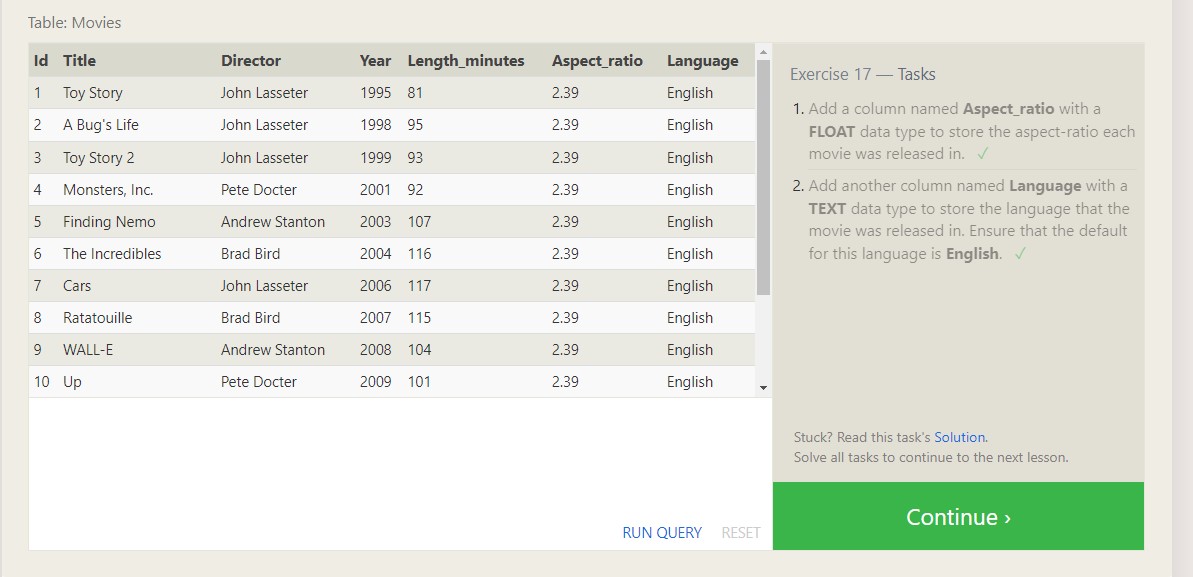 Table: Movies
Id Title Director Year Length_minutes Aspect_ratio Language
1 Toy Story John Lasseter 1995 81 2.39 English
2 A Bug's Life John Lasseter 1998 95 2.39 English
3 Toy Story 2 John Lasseter 1999 93 2.39 English
4 Monsters, Inc. Pete Docter 2001 92 2.39 English
5 Finding Nemo Andrew Stanton 2003 107 2.39 English
6 The Incredibles Brad Bird 2004 116 2.39 English
7 Cars John Lasseter 2006 117 2.39 English
8 Ratatouille Brad Bird 2007 115 2.39 English
9 WALL-E Andrew Stanton 2008 104 2.39 English
10 Up Pete Docter 2009 101 2.39 English
RUN QUERY RESET
Exercise 17 — Tasks
1. Add a column named Aspect_ratio with a
FLOAT data type to store the aspect-ratio each
movie was released in. ✓
2. Add another column named Language with a
TEXT data type to store the language that the
movie was released in. Ensure that the default
for this language is English. ✓
Stuck? Read this task's Solution.
Solve all tasks to continue to the next lesson.
Continue ›